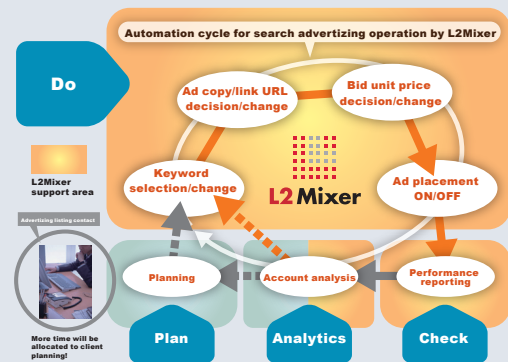 Automation cycle for search advertizing operation by L2Mixer
Do
Ad copy/link URL
decision/change
Bid unit price
decision/change
L2Mixer
support area
Keyword
selection/change
L2Mixer
Ad placement
ON/OFF
Advertizing listing contact
Planning
Account analysis
Performance
reporting
More time will be
allocated to client
planning!
Plan
Analytics
Check